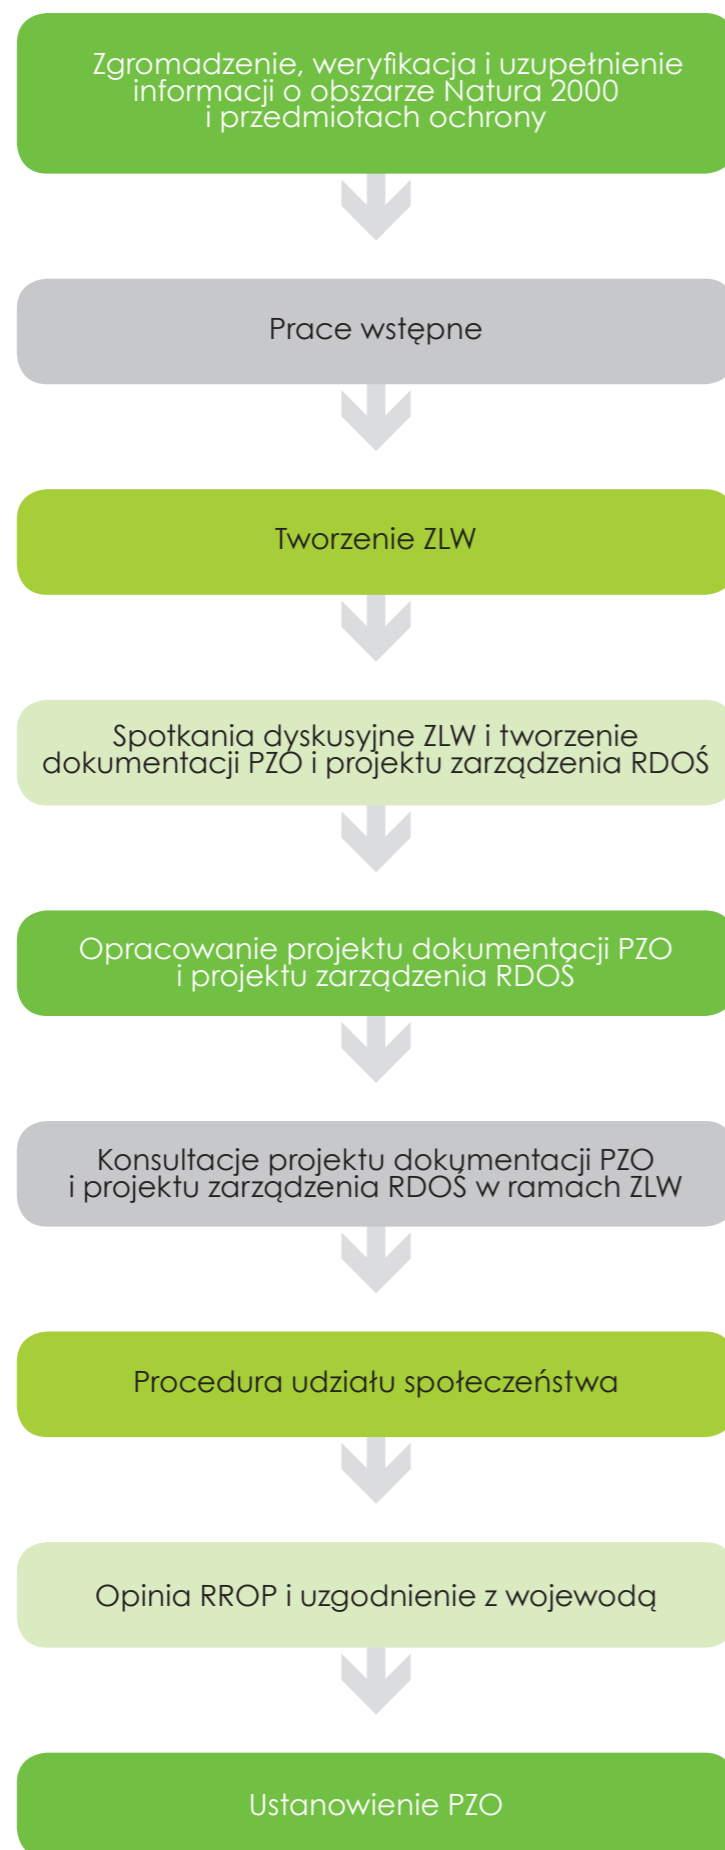 Zgromadzenie, weryfikacja i uzupełnienie
informacji o obszarze Natura 2000
i przedmiotach ochrony
Prace wstępne
Tworzenie ZLW
Spotkania dyskusyjne ZLW i tworzenie
dokumentacji PZO i projektu zarządzenia RDOŚ
Opracowanie projektu dokumentacji PZO
i projektu zarządzenia RDOŚ
Konsultacje projektu dokumentacji PZO
i projektu zarządzenia RDOŚ w ramach ZLW
Procedura udziału społeczeństwa
Opinia RROP i uzgodnienie z wojewodą
Ustanowienie PZO